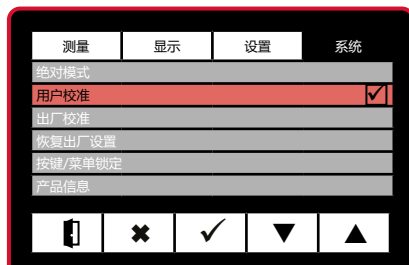 测量 显示 设置 系统
绝对模式
用户校准
出厂校准
恢复出厂设置
按键/菜单锁定
产品信息